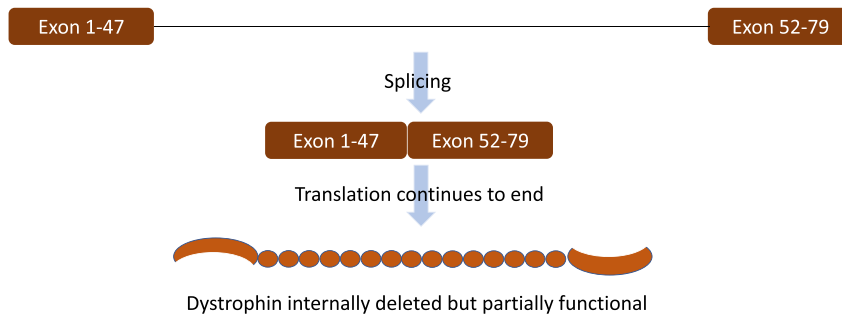 Exon 1-47 Exon 52-79
Splicing
Exon 1-47 Exon 52-79
Translation continues to end
Dystrophin internally deleted but partially functional